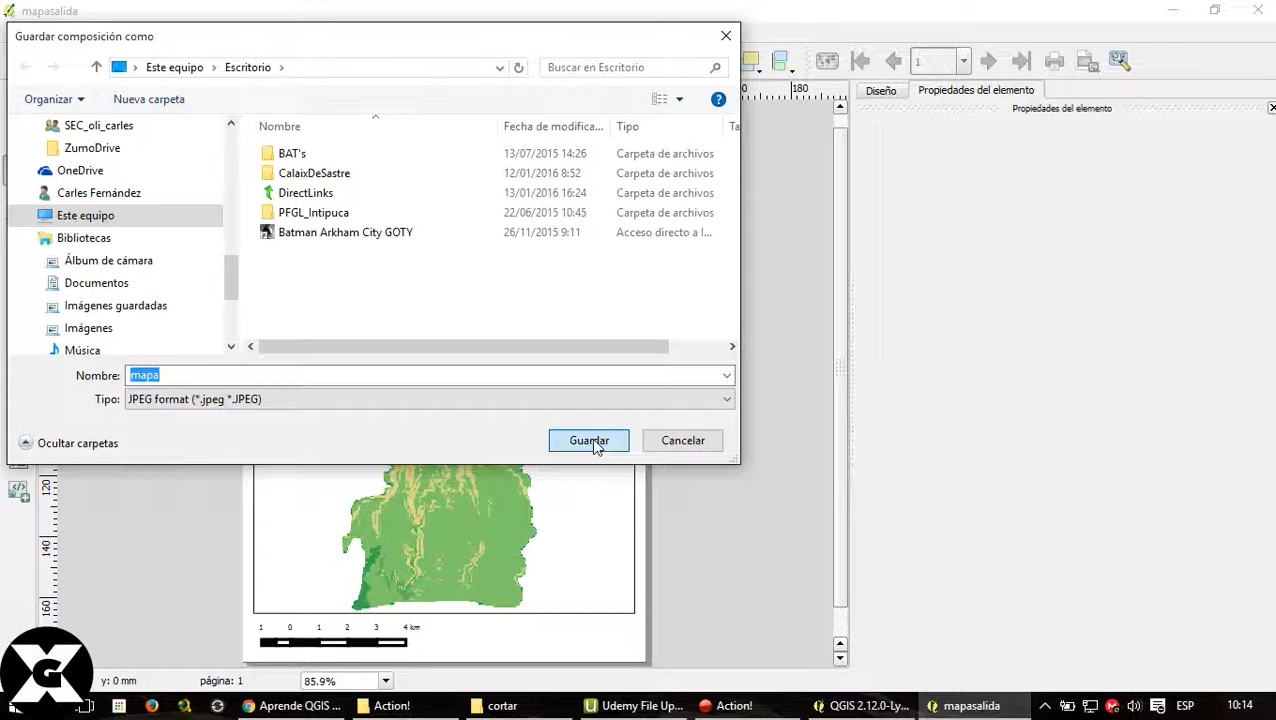 mapasalida
Guardar composición como
Este equipo
Escritorio
Buscar en Escritorio
1
Organizar
Nueva carpeta
Diseño
Propiedades del elemento
180
Propiedades del elemento
SEC_oli_carles
ZumoDrive
OneDrive
Carles Fernández
Este equipo
Bibliotecas
Álbum de cámara
Documentos
Imágenes guardadas
Imágenes
Música
Nombre
Fecha de modifica...
Tipo
Ta
BAT's
13/07/2015 14:26
Carpeta de archivos
CalaixDeSastre
12/01/2016 8:52
Carpeta de archivos
DirectLinks
13/01/2016 16:24
Carpeta de archivos
PFGL_Intipuca
22/06/2015 10:45
Carpeta de archivos
Batman Arkham City GOTY
26/11/2015 9:11
Acceso directo a I...
Nombre: mapa
Tipo: JPEG format (*.jpeg *.JPEG)
Ocultar carpetas
Guardar
Cancelar
120
140
160
1 0 1 2 3 4 km
XG
y: 0 mm
página: 1
85.9%
Aprende QGIS ...
Action!
cortar
Udemy File Up...
Action!
QGIS 2.12.0-Ly...
mapasalida
ESP
10:14